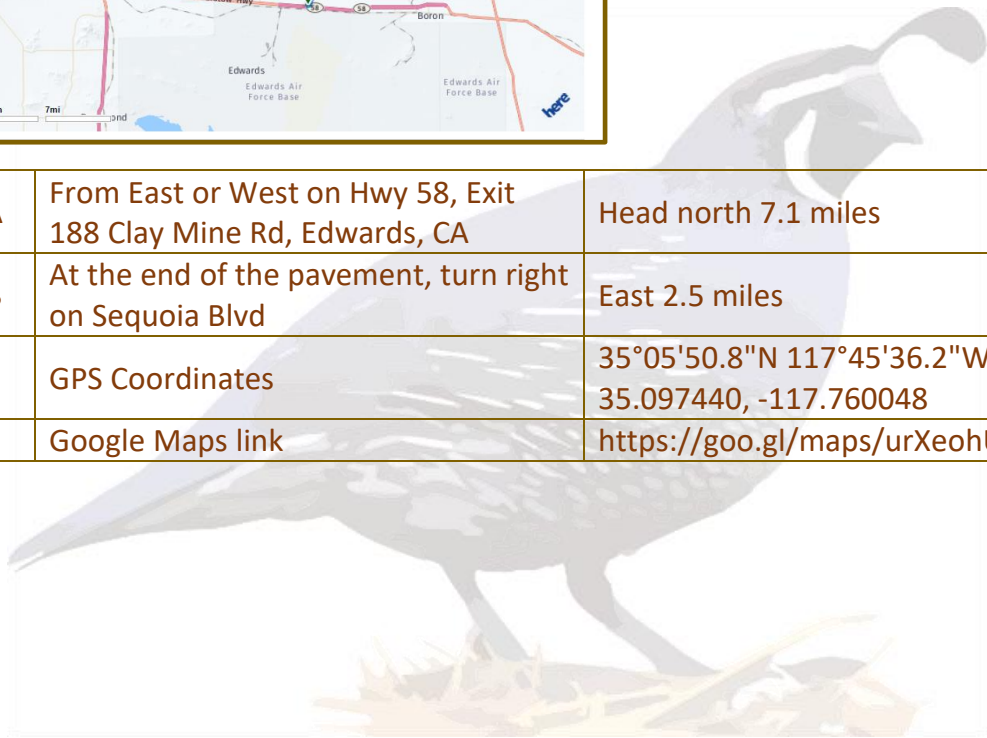 Hwy
58
58
Boron
Edwards
Edwards Air
Force Base
Edwards Air
Force Base
7mi
here
From East or West on Hwy 58, Exit
188 Clay Mine Rd, Edwards, CA
Head north 7.1 miles
At the end of the pavement, turn right
on Sequoia Blvd
East 2.5 miles
GPS Coordinates
35°05'50.8"N 117°45'36.2"W
35.097440, -117.760048
Google Maps link
https://goo.gl/maps/urXeoh